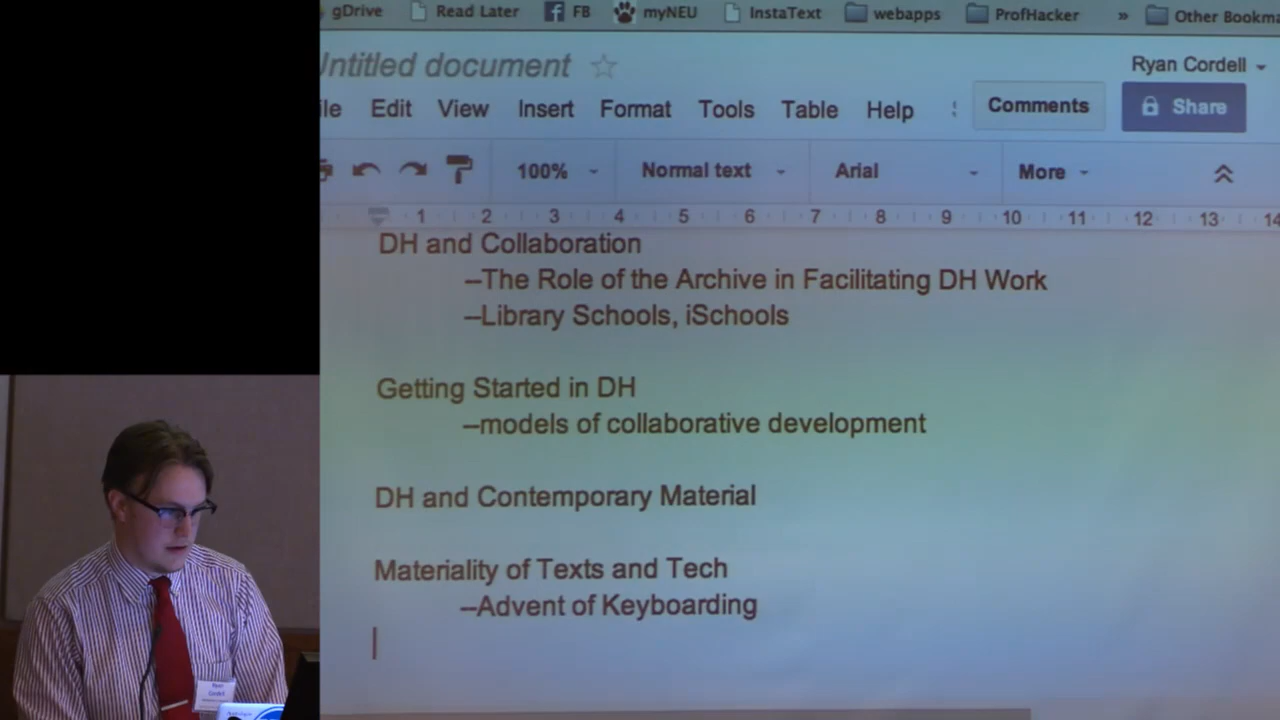 gDrive Read Later FB myNEU InstaText webapps ProfHacker » Other Bookma
Untitled document
Ryan Cordell
ile Edit View Insert Format Tools Table Help Comments Share
100% Normal text Arial More
1 2 3 4 5 6 7 8 9 10 11 12 13 14
DH and Collaboration
--The Role of the Archive in Facilitating DH Work
--Library Schools, iSchools
Getting Started in DH
--models of collaborative development
DH and Contemporary Material
Materiality of Texts and Tech
--Advent of Keyboarding
Ryan
Cordell